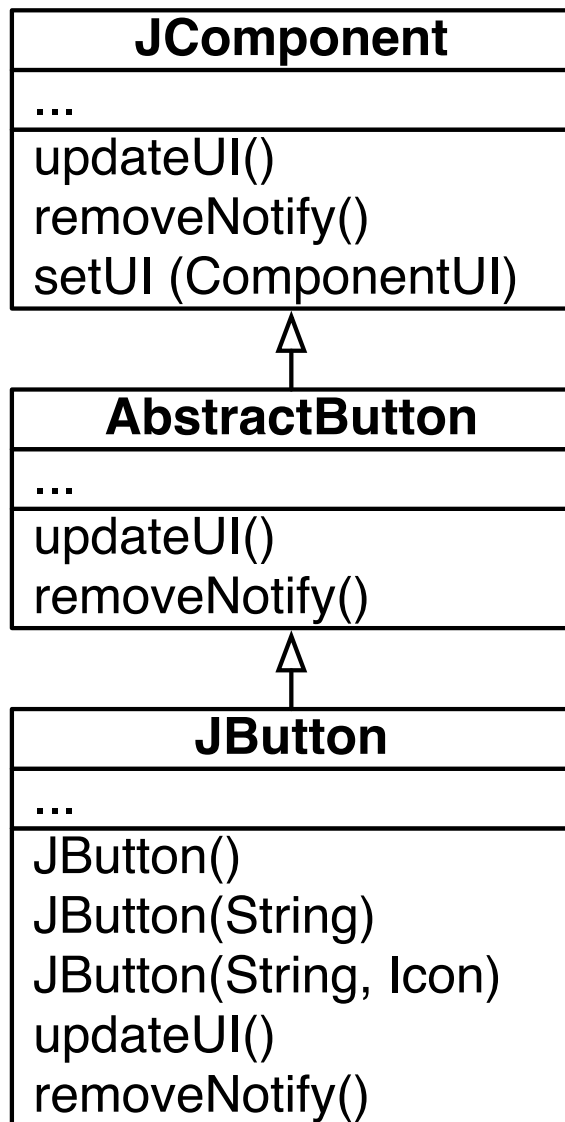 JComponent
...
updateUI()
removeNotify()
setUI (ComponentUI)
AbstractButton
...
updateUI()
removeNotify()
JButton
...
JButton()
JButton(String)
JButton(String, Icon)
updateUI()
removeNotify()